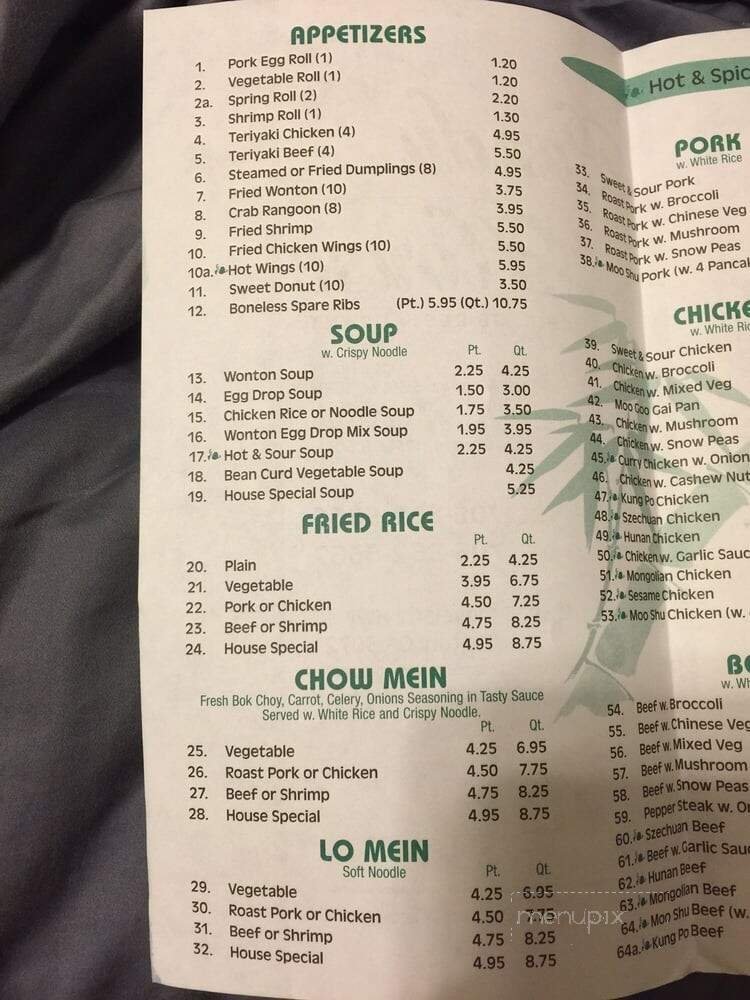 APPETIZERS
1. Pork Egg Roll (1) 1.20
2. Vegetable Roll (1) 1.20
2a. Spring Roll (2) 2.20
3. Shrimp Roll (1) 1.30
4. Teriyaki Chicken (4) 4.95
5. Teriyaki Beef (4) 5.50
6. Steamed or Fried Dumplings (8) 4.95
7. Fried Wonton (10) 3.75
8. Crab Rangoon (8) 3.95
9. Fried Shrimp 5.50
10. Fried Chicken Wings (10) 5.50
10a. Hot Wings (10) 5.95
11. Sweet Donut (10) 3.50
12. Boneless Spare Ribs (Pt.) 5.95 (Qt.) 10.75
SOUP
w. Crispy Noodle Pt. Qt.
13. Wonton Soup 2.25 4.25
14. Egg Drop Soup 1.50 3.00
15. Chicken Rice or Noodle Soup 1.75 3.50
16. Wonton Egg Drop Mix Soup 1.95 3.95
17. Hot & Sour Soup 2.25 4.25
18. Bean Curd Vegetable Soup 4.25
19. House Special Soup 5.25
FRIED RICE
Pt. Qt.
20. Plain 2.25 4.25
21. Vegetable 3.95 6.75
22. Pork or Chicken 4.50 7.25
23. Beef or Shrimp 4.75 8.25
24. House Special 4.95 8.75
CHOW MEIN
Fresh Bok Choy, Carrot, Celery, Onions Seasoning in Tasty Sauce
Served w. White Rice and Crispy Noodle.
Pt. Qt.
25. Vegetable 4.25 6.95
26. Roast Pork or Chicken 4.50 7.75
27. Beef or Shrimp 4.75 8.25
28. House Special 4.95 8.75
LO MEIN
Soft Noodle Pt. Qt.
29. Vegetable 4.25 6.95
30. Roast Pork or Chicken 4.50 7.75
31. Beef or Shrimp 4.75 8.25
32. House Special 4.95 8.75
Hot & Spic
PORK
w. White Rice
33. Sweet & Sour Pork
34. Roast Pork w. Broccoli
35. Roast Pork w. Chinese Veg
36. Roast Pork w. Mushroom
37. Roast Pork w. Snow Peas
38. Moo Shu Pork (w. 4 Pancak
CHICKE
w. White Ric
39. Sweet & Sour Chicken
40. Chicken w. Broccoli
41. Chicken w. Mixed Veg
42. Moo Goo Gai Pan
43. Chicken w. Mushroom
44. Chicken w. Snow Peas
45. Curry Chicken w. Onion
46. Chicken w. Cashew Nut
47. Kung Po Chicken
48. Szechuan Chicken
49. Hunan Chicken
50. Chicken w. Garlic Sauc
51. Mongolian Chicken
52. Sesame Chicken
53. Moo Shu Chicken (w.
BE
w. Wh
54. Beef w. Broccoli
55. Beef w. Chinese Veg
56. Beef w. Mixed Veg
57. Beef w. Mushroom
58. Beef w. Snow Peas
59. Pepper Steak w. On
60. Szechuan Beef
61. Beef w. Garlic Sauc
62. Hunan Beef
63. Mongolian Beef
64. Moo Shu Beef (w.
64a. Kung Po Beef
menupix